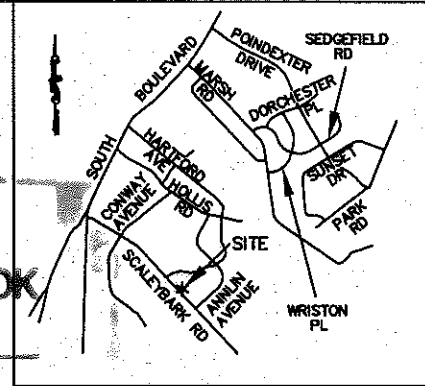 POINDEXTER
DRIVE
SEDGEFIELD
RD
SOUTH BOULEVARD
MARSH
RD
DORCHESTER
PL
HARTFORD
AVE
HOLLIS
RD
CONWAY
AVENUE
SUNSET
DR
PARK
RD
SITE
SCALEYBARK RD
ANNLIN
AVENUE
WRISTON
PL
OK